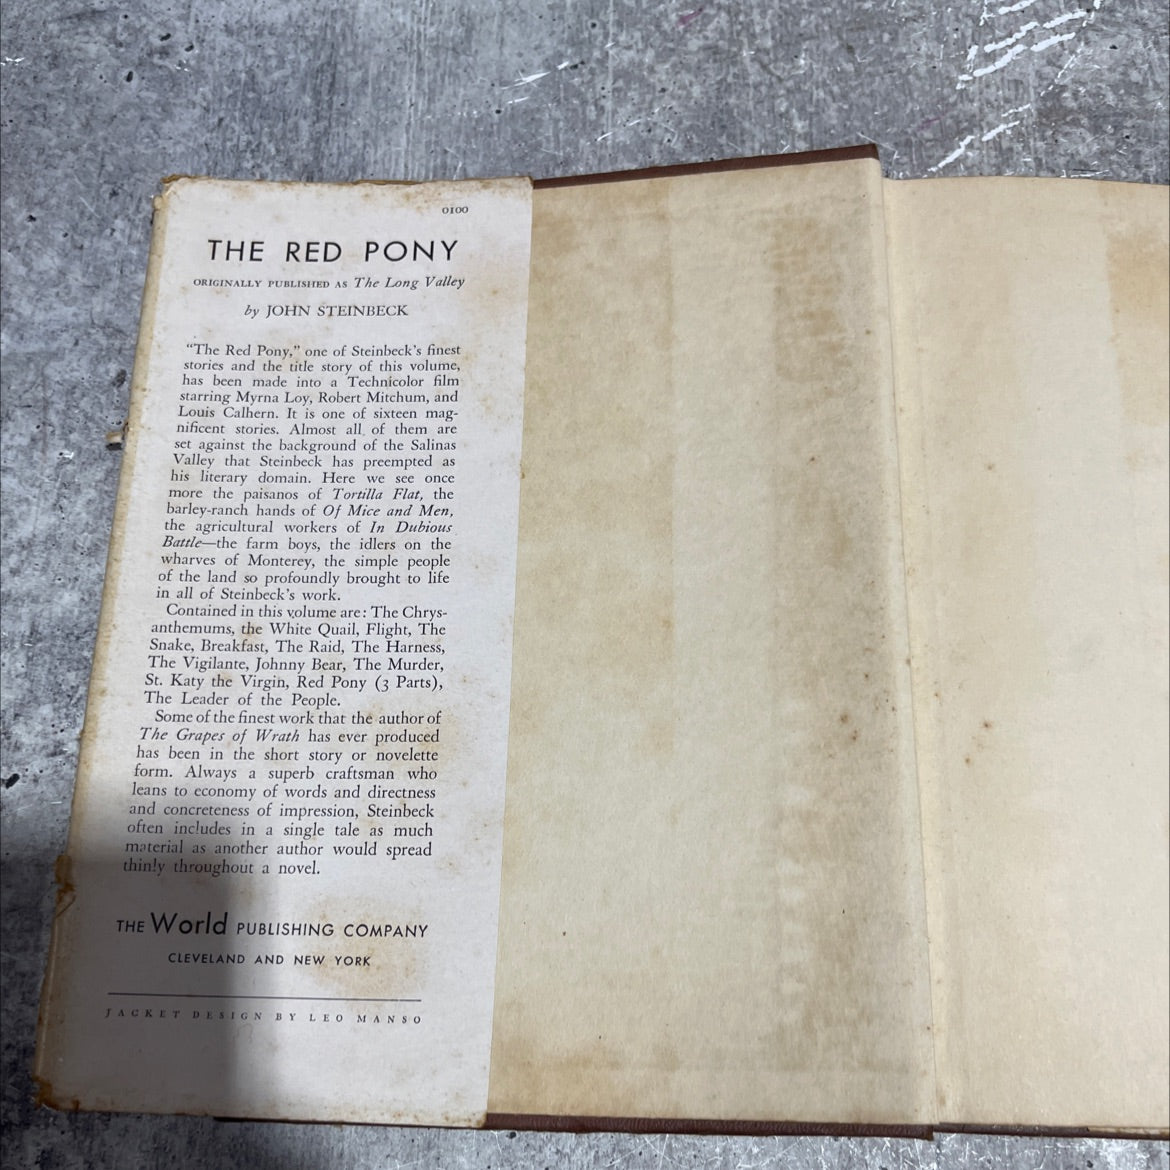 0100
THE RED PONY
ORIGINALLY PUBLISHED AS The Long Valley
by JOHN STEINBECK
“The Red Pony,” one of Steinbeck’s finest
stories and the title story of this volume,
has been made into a Technicolor film
starring Myrna Loy, Robert Mitchum, and
Louis Calhern. It is one of sixteen mag-
nificent stories. Almost all of them are
set against the background of the Salinas
Valley that Steinbeck has preempted as
his literary domain. Here we see once
more the paisanos of Tortilla Flat, the
barley-ranch hands of Of Mice and Men,
the agricultural workers of In Dubious
Battle—the farm boys, the idlers on the
wharves of Monterey, the simple people
of the land so profoundly brought to life
in all of Steinbeck’s work.
Contained in this volume are: The Chrys-
anthemums, the White Quail, Flight, The
Snake, Breakfast, The Raid, The Harness,
The Vigilante, Johnny Bear, The Murder,
St. Katy the Virgin, Red Pony (3 Parts),
The Leader of the People.
Some of the finest work that the author of
The Grapes of Wrath has ever produced
has been in the short story or novelette
form. Always a superb craftsman who
leans to economy of words and directness
and concreteness of impression, Steinbeck
often includes in a single tale as much
material as another author would spread
thinly throughout a novel.
THE World PUBLISHING COMPANY
CLEVELAND AND NEW YORK
JACKET DESIGN BY LEO MANSO